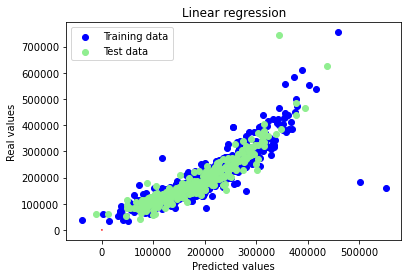 Linear regression
Training data
Test data
700000
600000
500000
400000
300000
200000
100000
0
Real values
0
100000
200000
300000
400000
500000
Predicted values